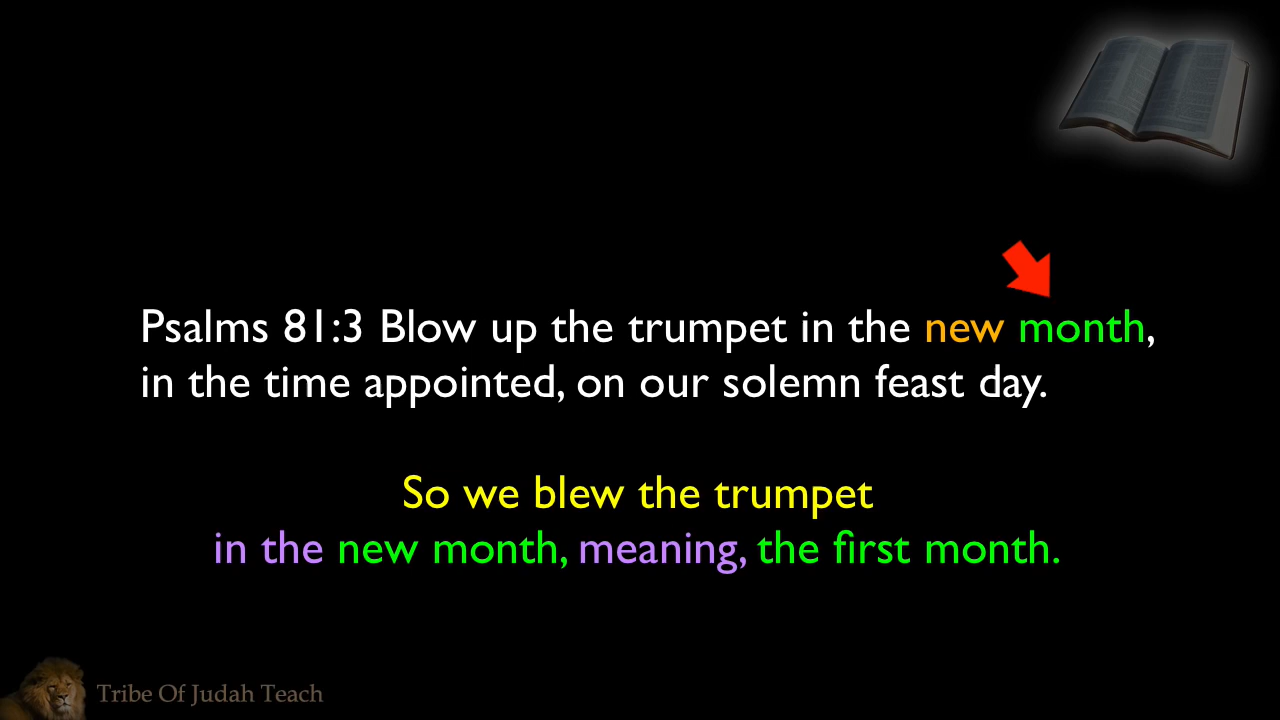 Psalms 81:3 Blow up the trumpet in the new month,
in the time appointed, on our solemn feast day.
So we blew the trumpet
in the new month, meaning, the first month.
Tribe Of Judah Teach